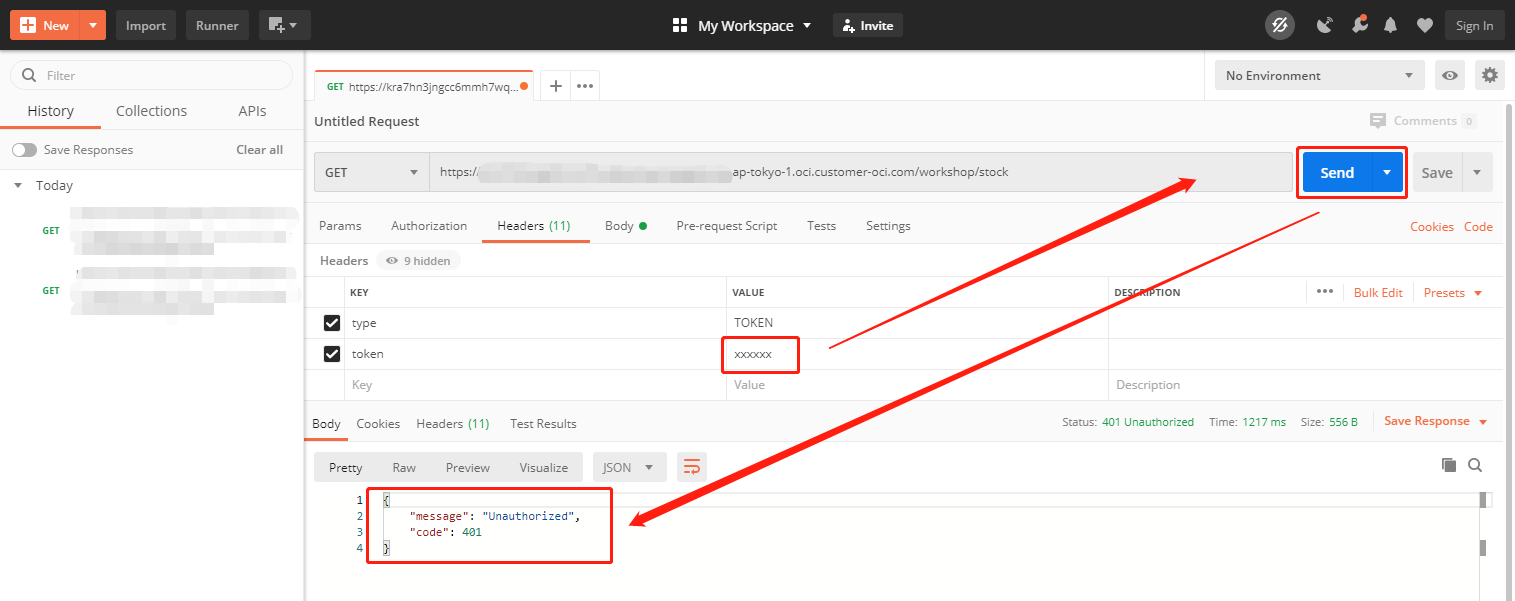 New
Import
Runner
My Workspace
Invite
Sign In
Filter
History
Collections
APIs
Save Responses
Clear all
Today
GET
GET
GET https://kra7hn3jngcc6mmh7wq...
No Environment
Untitled Request
Comments 0
GET
https://
ap-tokyo-1.oci.customer-oci.com/workshop/stock
Send
Save
Params
Authorization
Headers (11)
Body
Pre-request Script
Tests
Settings
Cookies
Code
Headers
9 hidden
KEY
VALUE
DESCRIPTION
Bulk Edit
Presets
type
TOKEN
token
xxxxxx
Key
Value
Description
Body
Cookies
Headers (11)
Test Results
Status: 401 Unauthorized
Time: 1217 ms
Size: 556 B
Save Response
Pretty
Raw
Preview
Visualize
JSON
1 {
2 "message": "Unauthorized",
3 "code": 401
4 }